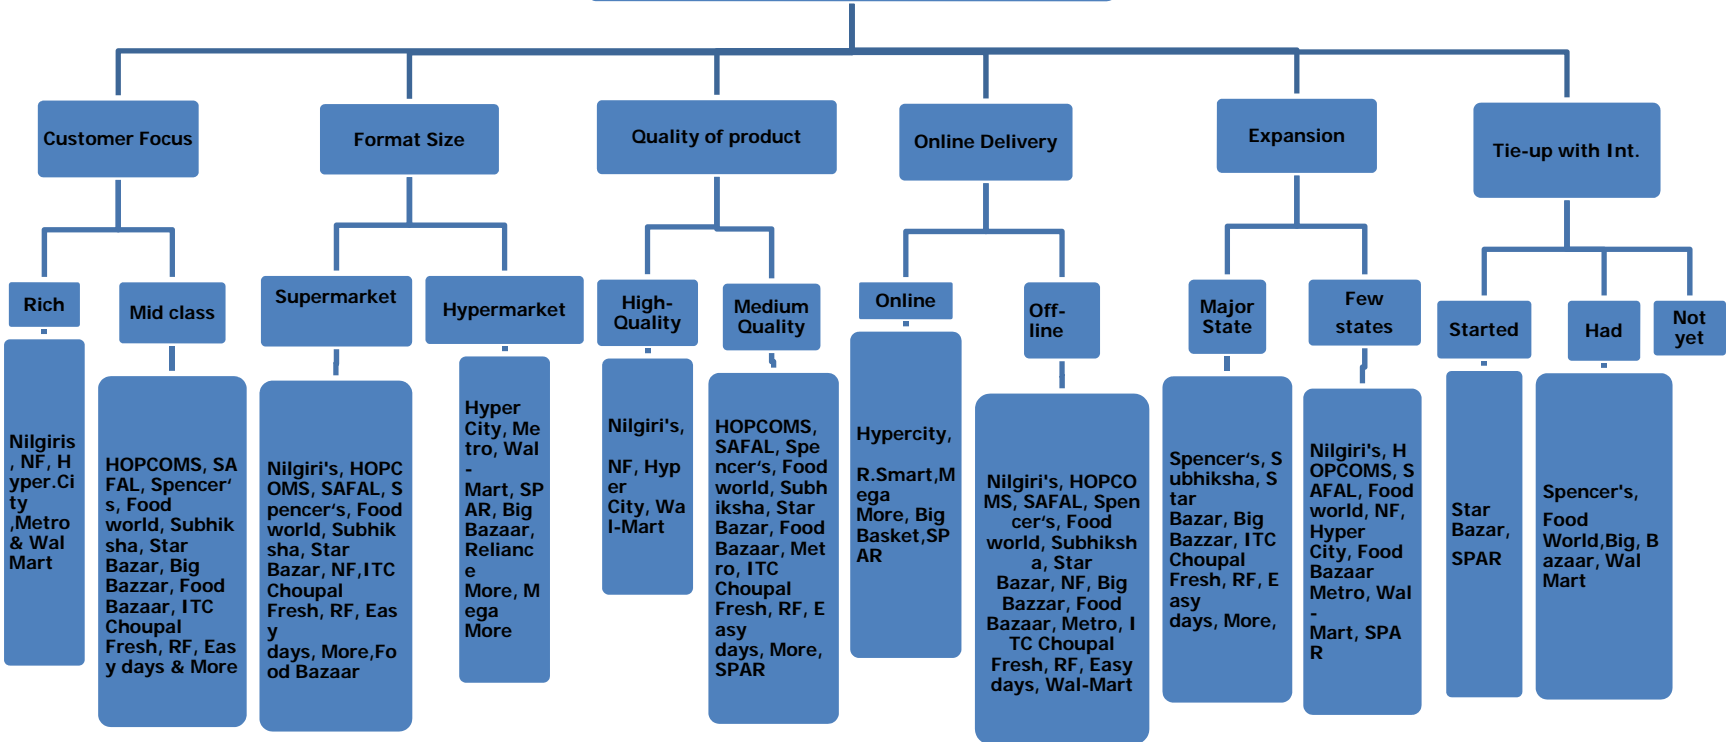 Customer Focus
Format Size
Quality of product
Online Delivery
Expansion
Tie-up with Int.
Rich
Mid class
Supermarket
Hypermarket
High-
Quality
Medium
Quality
Online
Off-
line
Major
State
Few
states
Started
Had
Not
yet
Nilgiris
, NF, H
yper.Ci
ty
,Metro
& Wal
Mart
HOPCOMS, SA
FAL, Spencer‘
s, Food
world, Subhik
sha, Star
Bazar, Big
Bazzar, Food
Bazaar, ITC
Choupal
Fresh, RF, Eas
y days & More
Nilgiri's, HOPC
OMS, SAFAL, S
pencer‘s, Food
world, Subhik
sha, Star
Bazar, NF,ITC
Choupal
Fresh, RF, Eas
y
days, More,Fo
od Bazaar
Hyper
City, Me
tro, Wal
-
Mart, SP
AR, Big
Bazaar,
Relianc
e
More, M
ega
More
Nilgiri's,
NF, Hyp
er
City, Wa
l-Mart
HOPCOMS,
SAFAL, Spe
ncer‘s, Food
world, Subh
iksha, Star
Bazar, Food
Bazaar, Met
ro, ITC
Choupal
Fresh, RF, E
asy
days, More,
SPAR
Hypercity,
R.Smart,M
ega
More, Big
Basket,SP
AR
Nilgiri's, HOPCO
MS, SAFAL, Spen
cer‘s, Food
world, Subhiksh
a, Star
Bazar, NF, Big
Bazzar, Food
Bazaar, Metro, I
TC Choupal
Fresh, RF, Easy
days, Wal-Mart
Spencer‘s, S
ubhiksha, S
tar
Bazar, Big
Bazzar, ITC
Choupal
Fresh, RF, E
asy
days, More,
Nilgiri's, H
OPCOMS, S
AFAL, Food
world, NF,
Hyper
City, Food
Bazaar
Metro, Wal
-
Mart, SPA
R
Star
Bazar,
SPAR
Spencer's,
Food
World,Big, B
azaar, Wal
Mart